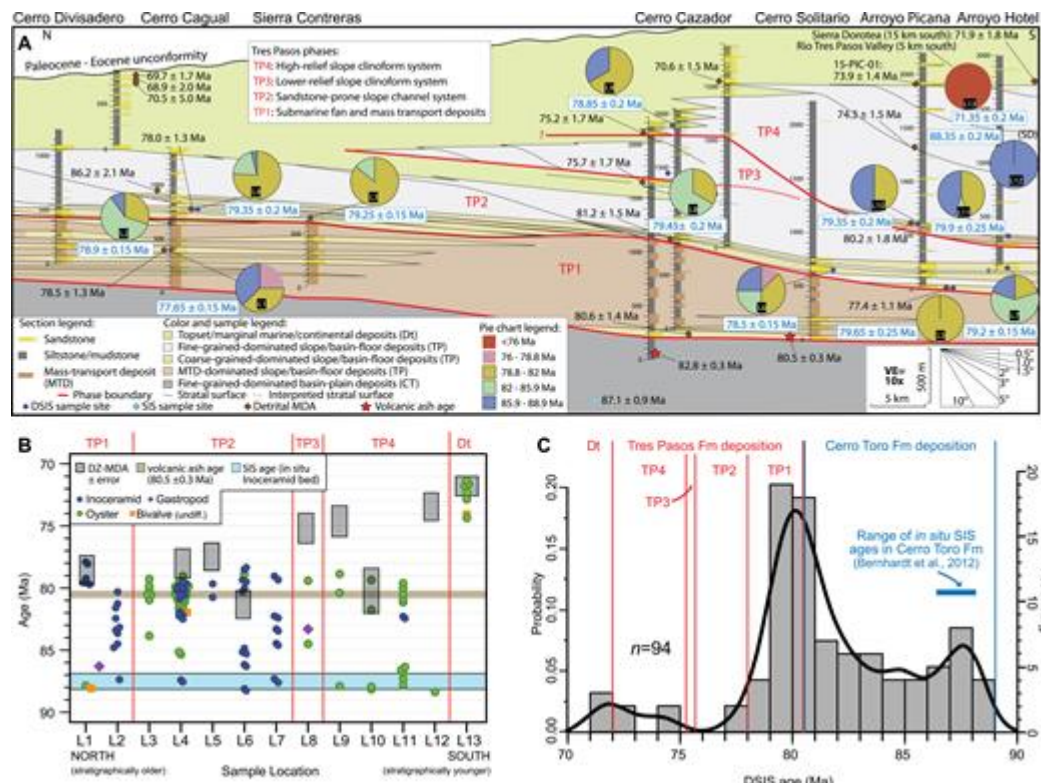 Cerro Divisadero Cerro Cagual Sierra Contreras Cerro Cazador Cerro Solitario Arroyo Picana Arroyo Hotel
A
N
S
Sierra Dorotea (15 km south): 71.9 ± 1.8 Ma
Rio Tres Pasos Valley (5 km south)
Paleocene - Eocene unconformity
69.7 ± 1.7 Ma
68.9 ± 2.0 Ma
70.5 ± 5.0 Ma
Tres Pasos phases:
TP4: High-relief slope clinoform system
TP3: Lower-relief slope clinoform system
TP2: Sandstone-prone slope channel system
TP1: Submarine fan and mass transport deposits
70.6 ± 1.5 Ma
15-PIC-01:
73.9 ± 1.4 Ma
78.85 ± 0.2 Ma
71.35 ± 0.2 Ma
88.35 ± 0.2 Ma
(SD)
78.0 ± 1.3 Ma
75.2 ± 1.7 Ma
TP4
74.3 ± 1.5 Ma
86.2 ± 2.1 Ma
75.7 ± 1.7 Ma
TP3
TP2
79.35 ± 0.2 Ma
79.25 ± 0.15 Ma
81.2 ± 1.5 Ma
79.45± 0.2 Ma
79.35 ± 0.2 Ma
79.9 ± 0.25 Ma
78.9 ± 0.15 Ma
80.2 ± 1.8 Ma
TP1
78.5 ± 1.3 Ma
77.65 ± 0.15 Ma
80.6 ± 1.4 Ma
78.5 ± 0.15 Ma
77.4 ± 1.1 Ma
79.65 ± 0.25 Ma
79.2 ± 0.15 Ma
82.8 ± 0.3 Ma
80.5 ± 0.3 Ma
87.1 ± 0.9 Ma
Section legend:
Sandstone
Siltstone/mudstone
Mass-transport deposit
(MTD)
Color and sample legend:
Topset/marginal marine/continental deposits (Dt)
Fine-grained-dominated slope/basin-floor deposits (TP)
Coarse-grained-dominated slope/basin-floor deposits (TP)
MTD-dominated slope/basin-floor deposits (TP)
Fine-grained-dominated basin-plain deposits (CT)
Phase boundary Stratal surface Interpreted stratal surface
DSIS sample site SIS sample site Detrital MDA Volcanic ash age
Pie chart legend:
<76 Ma
76 - 78.8 Ma
78.8 - 82 Ma
82 - 85.9 Ma
85.9 - 88.9 Ma
VE=
10x
500 m
5 km
10°
5°
B
TP1 TP2 TP3 TP4 Dt
DZ-MDA
± error
volcanic ash age
(80.5 ±0.3 Ma)
SIS age (in situ
Inoceramid bed)
Inoceramid Gastropod
Oyster Bivalve (undiff.)
Age (Ma)
70
75
80
85
90
L1 L2 L3 L4 L5 L6 L7 L8 L9 L10 L11 L12 L13
NORTH SOUTH
(stratigraphically older) Sample Location (stratigraphically younger)
C
Dt Tres Pasos Fm deposition Cerro Toro Fm deposition
TP4 TP2 TP1
TP3
Range of in situ SIS
ages in Cerro Toro Fm
(Bernhardt et al., 2012)
n=94
Probability
0.20
0.15
0.10
0.05
0.00
20
15
10
5
0
70 75 80 85 90
DSIS age (Ma)